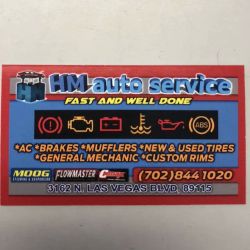 HM auto service
FAST AND WELL DONE
ABS
*AC *BRAKES *MUFFLERS *NEW & USED TIRES
*GENERAL MECHANIC *CUSTOM RIMS
MOOG FLOWMASTER (702) 844 1020
3162 N. LAS VEGAS BLVD, 89115